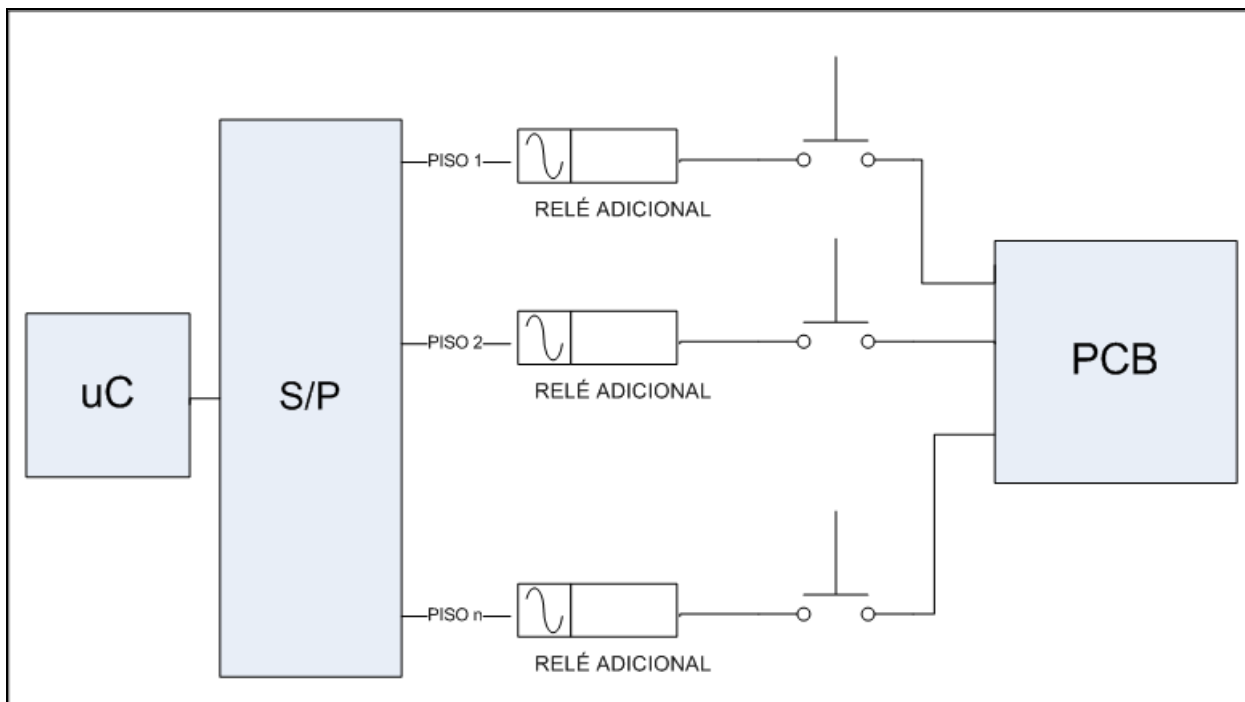 PISO 1
RELÉ ADICIONAL
PISO 2
RELÉ ADICIONAL
PCB
uC
S/P
PISO n
RELÉ ADICIONAL